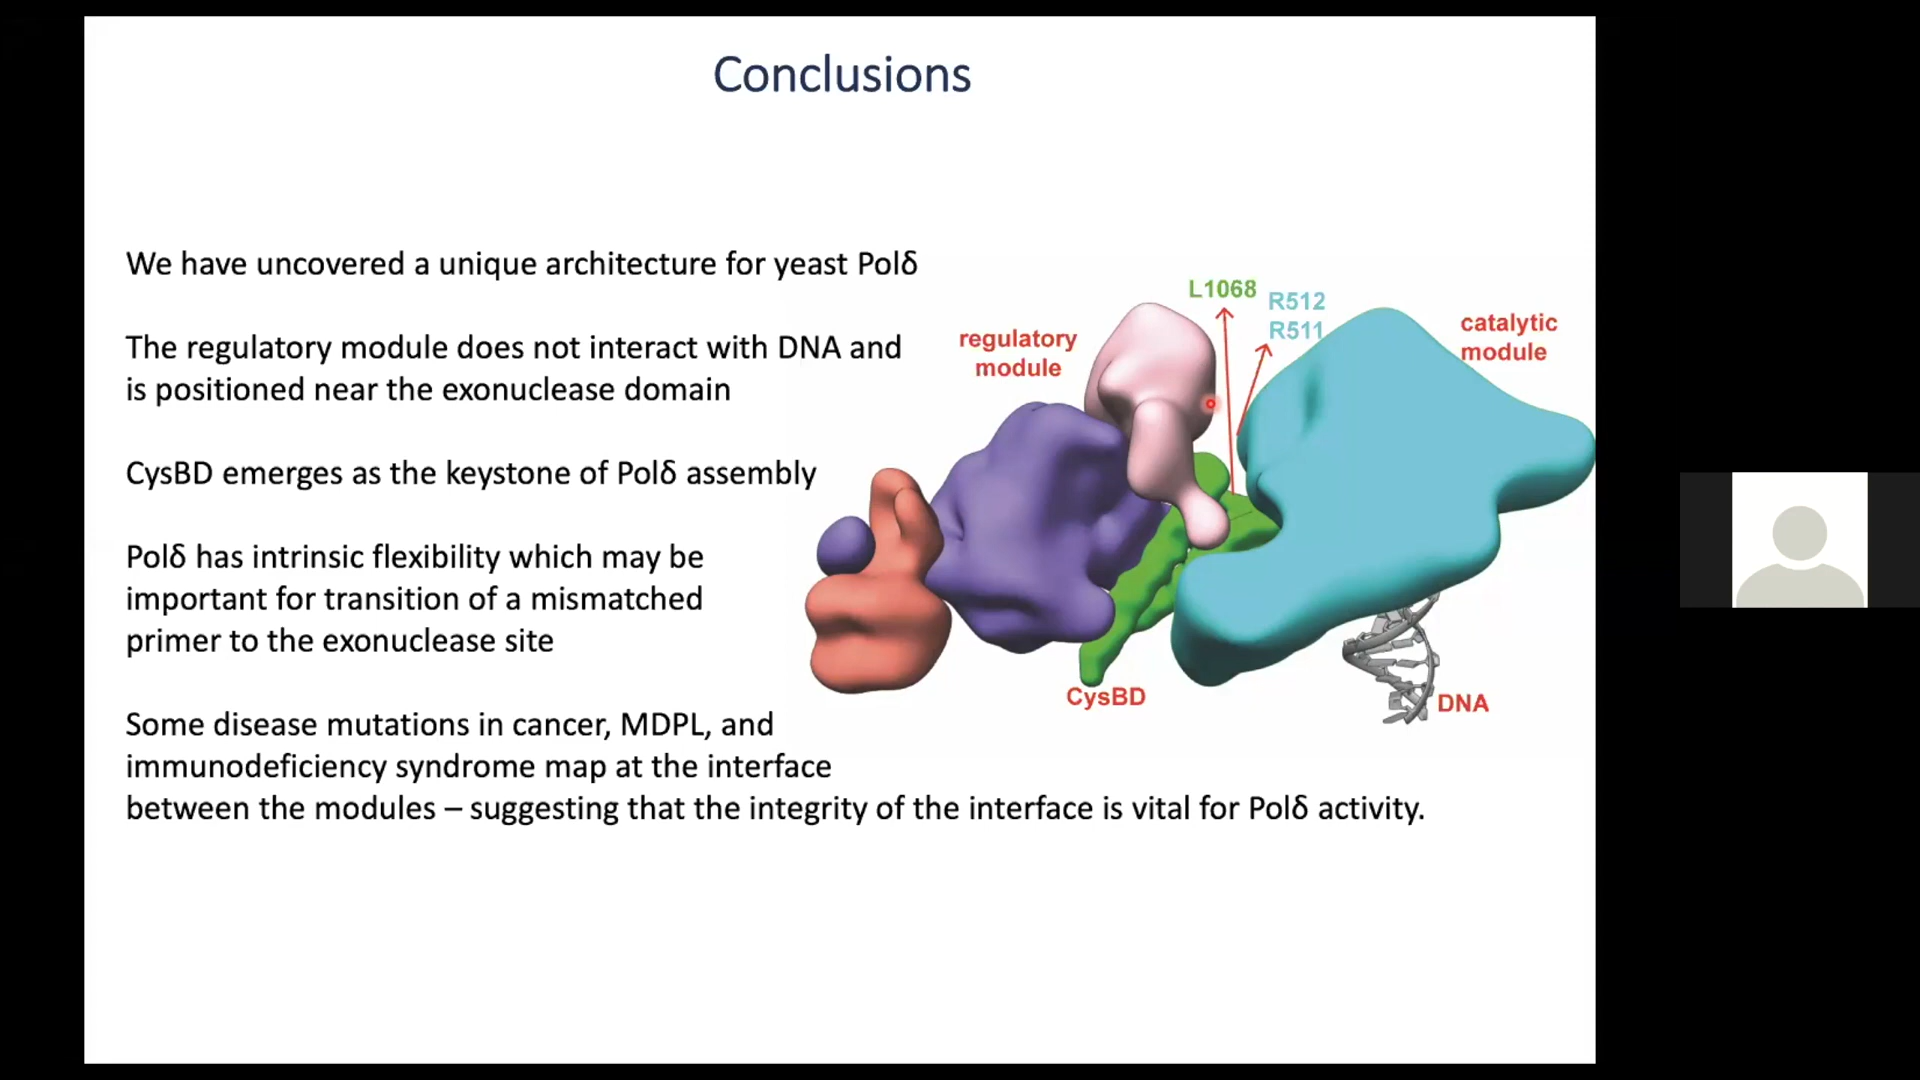 Conclusions
We have uncovered a unique architecture for yeast Polδ
The regulatory module does not interact with DNA and
is positioned near the exonuclease domain
CysBD emerges as the keystone of Polδ assembly
Polδ has intrinsic flexibility which may be
important for transition of a mismatched
primer to the exonuclease site
Some disease mutations in cancer, MDPL, and
immunodeficiency syndrome map at the interface
between the modules – suggesting that the integrity of the interface is vital for Polδ activity.
regulatory
module
L1068
R512
R511
catalytic
module
CysBD
DNA